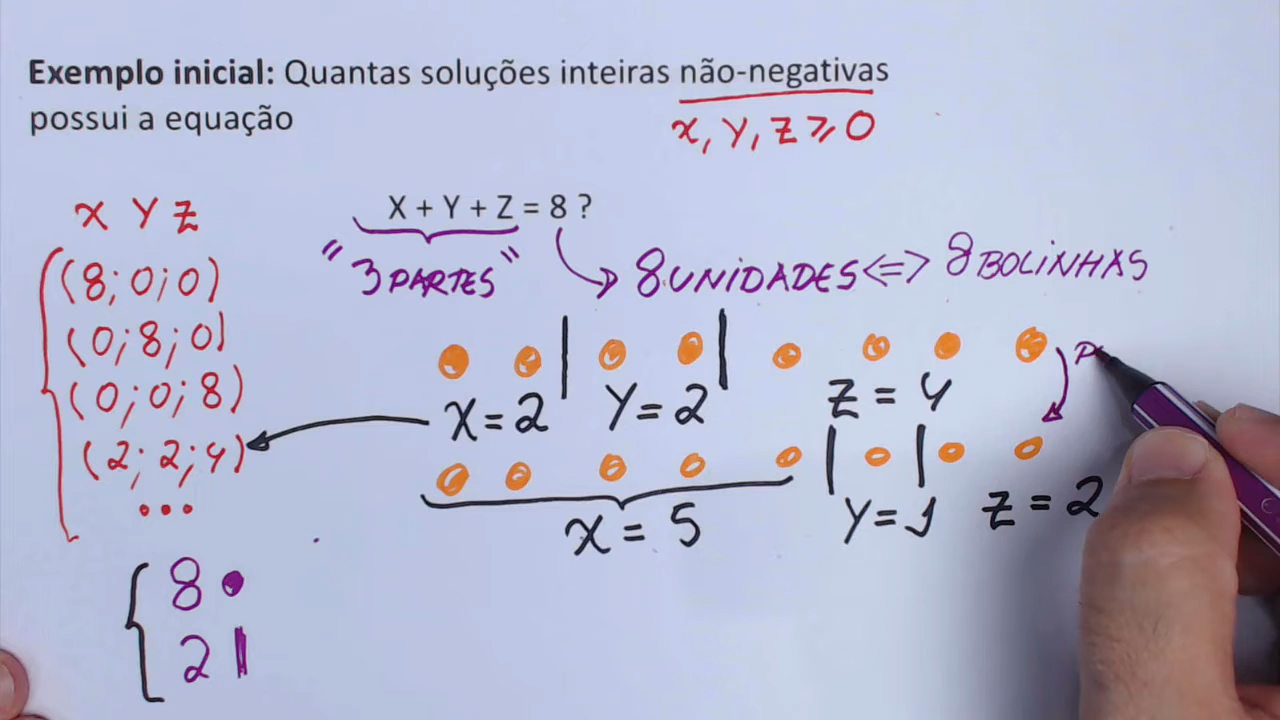 Exemplo inicial: Quantas soluções inteiras não-negativas
possui a equação
x, y, z ≥ 0
X + Y + Z = 8 ?
"3 PARTES"
8 UNIDADES <=> 8 BOLINHAS
X Y Z
(8; 0; 0)
(0; 8; 0)
(0; 0; 8)
(2; 2; 4)
...
| |
X = 2 Y = 2 Z = 4
| |
X = 5 Y = 1 Z = 2
8 •
2 |